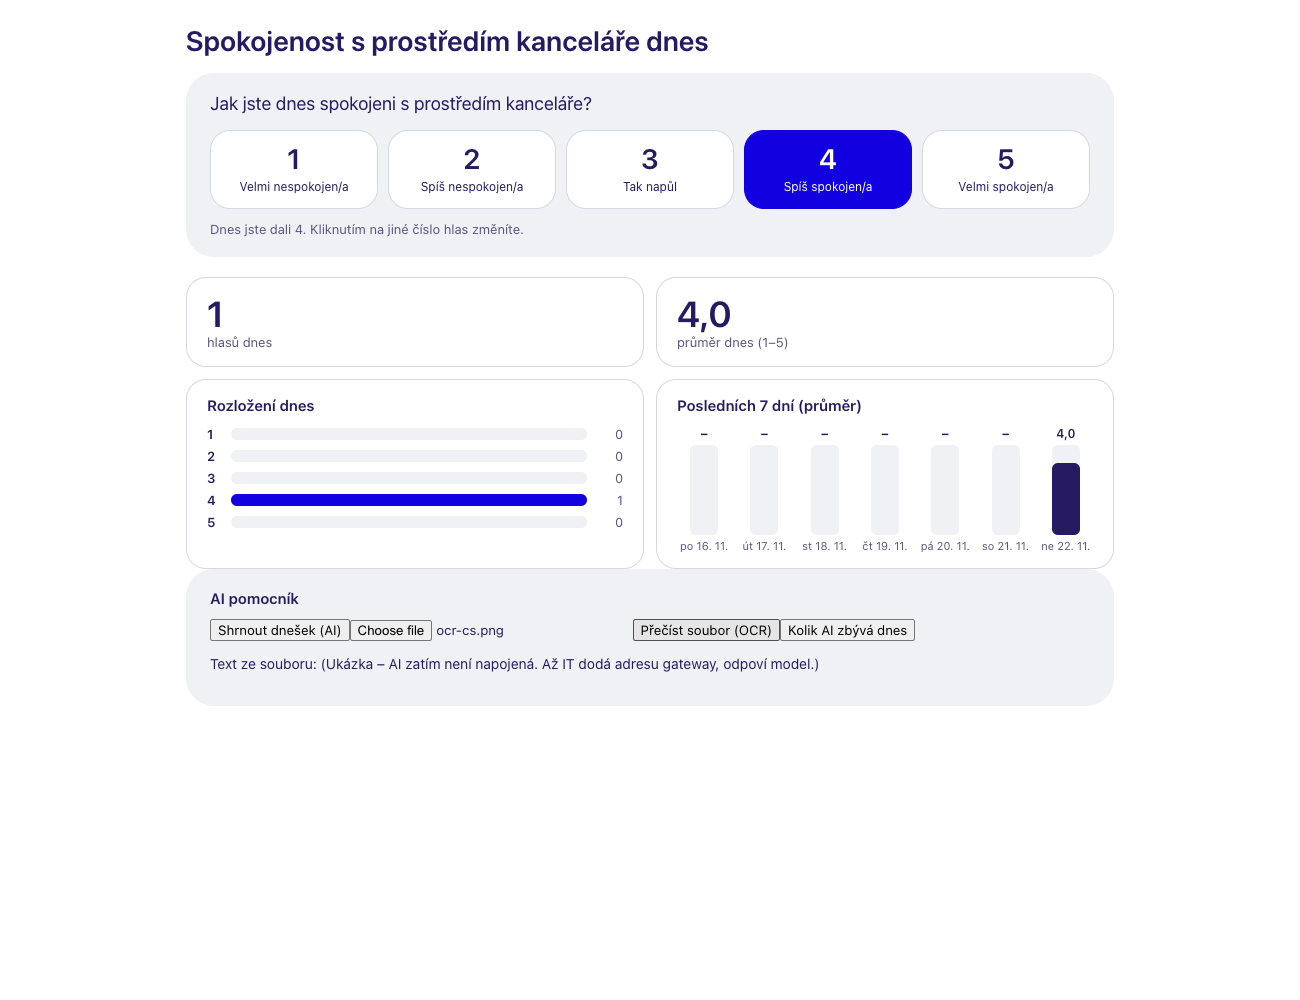 Spokojenost s prostředím kanceláře dnes
Jak jste dnes spokojeni s prostředím kanceláře?
1
Velmi nespokojen/a
2
Spíš nespokojen/a
3
Tak napůl
4
Spíš spokojen/a
5
Velmi spokojen/a
Dnes jste dali 4. Kliknutím na jiné číslo hlas změníte.
1
hlasů dnes
4,0
průměr dnes (1–5)
Rozložení dnes
1 0
2 0
3 0
4 1
5 0
Posledních 7 dní (průměr)
– – – – – – 4,0
po 16. 11. út 17. 11. st 18. 11. čt 19. 11. pá 20. 11. so 21. 11. ne 22. 11.
AI pomocník
Shrnout dnešek (AI) Choose file ocr-cs.png Přečíst soubor (OCR) Kolik AI zbývá dnes
Text ze souboru: (Ukázka – AI zatím není napojená. Až IT dodá adresu gateway, odpoví model.)